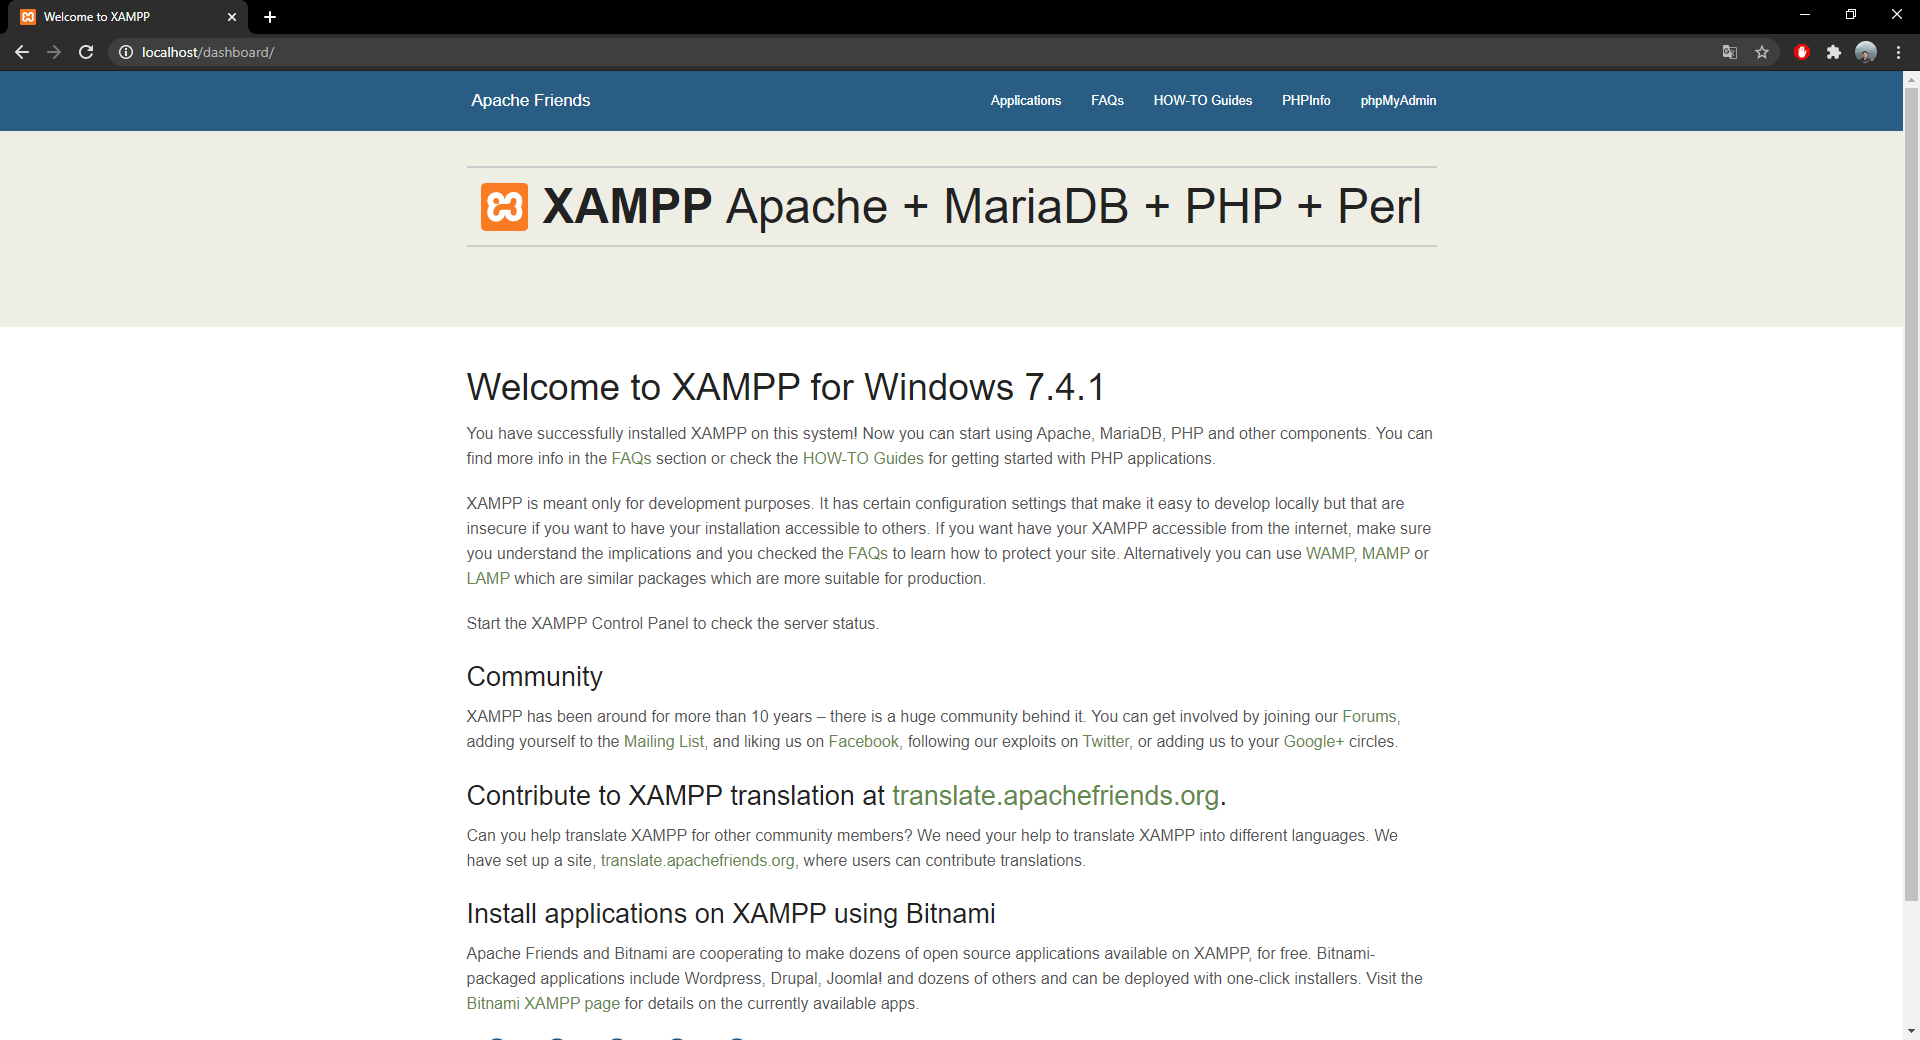 Welcome to XAMPP
localhost/dashboard/
Apache Friends
Applications
FAQs
HOW-TO Guides
PHPInfo
phpMyAdmin
XAMPP Apache + MariaDB + PHP + Perl
Welcome to XAMPP for Windows 7.4.1
You have successfully installed XAMPP on this system! Now you can start using Apache, MariaDB, PHP and other components. You can
find more info in the FAQs section or check the HOW-TO Guides for getting started with PHP applications.
XAMPP is meant only for development purposes. It has certain configuration settings that make it easy to develop locally but that are
insecure if you want to have your installation accessible to others. If you want have your XAMPP accessible from the internet, make sure
you understand the implications and you checked the FAQs to learn how to protect your site. Alternatively you can use WAMP, MAMP or
LAMP which are similar packages which are more suitable for production.
Start the XAMPP Control Panel to check the server status.
Community
XAMPP has been around for more than 10 years – there is a huge community behind it. You can get involved by joining our Forums,
adding yourself to the Mailing List, and liking us on Facebook, following our exploits on Twitter, or adding us to your Google+ circles.
Contribute to XAMPP translation at translate.apachefriends.org.
Can you help translate XAMPP for other community members? We need your help to translate XAMPP into different languages. We
have set up a site, translate.apachefriends.org, where users can contribute translations.
Install applications on XAMPP using Bitnami
Apache Friends and Bitnami are cooperating to make dozens of open source applications available on XAMPP, for free. Bitnami-
packaged applications include Wordpress, Drupal, Joomla! and dozens of others and can be deployed with one-click installers. Visit the
Bitnami XAMPP page for details on the currently available apps.